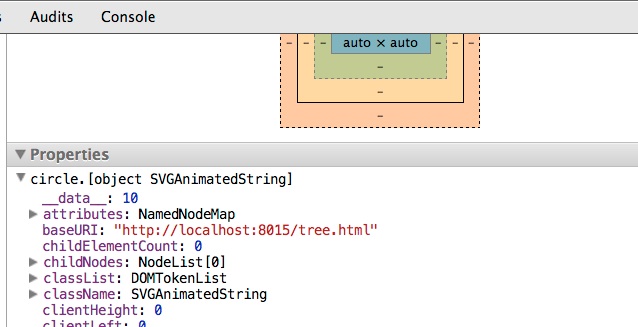 Audits Console
- - auto × auto - -
-
-
-
▼ Properties
▼ circle.[object SVGAnimatedString]
__data__: 10
▶ attributes: NamedNodeMap
baseURI: "http://localhost:8015/tree.html"
childElementCount: 0
▶ childNodes: NodeList[0]
▶ classList: DOMTokenList
▶ className: SVGAnimatedString
clientHeight: 0
clientLeft: 0